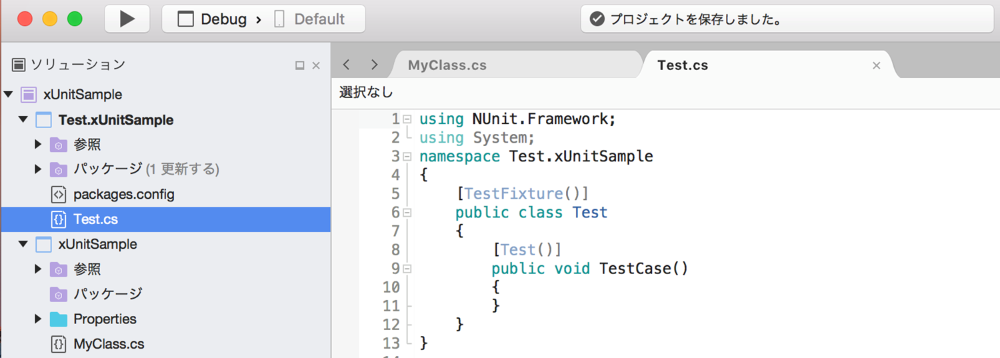 Debug › Default
プロジェクトを保存しました。
ソリューション
xUnitSample
Test.xUnitSample
参照
パッケージ (1 更新する)
packages.config
Test.cs
xUnitSample
参照
パッケージ
Properties
MyClass.cs
MyClass.cs
Test.cs
選択なし
1 using NUnit.Framework;
2 using System;
3 namespace Test.xUnitSample
4 {
5 [TestFixture()]
6 public class Test
7 {
8 [Test()]
9 public void TestCase()
10 {
11 }
12 }
13 }